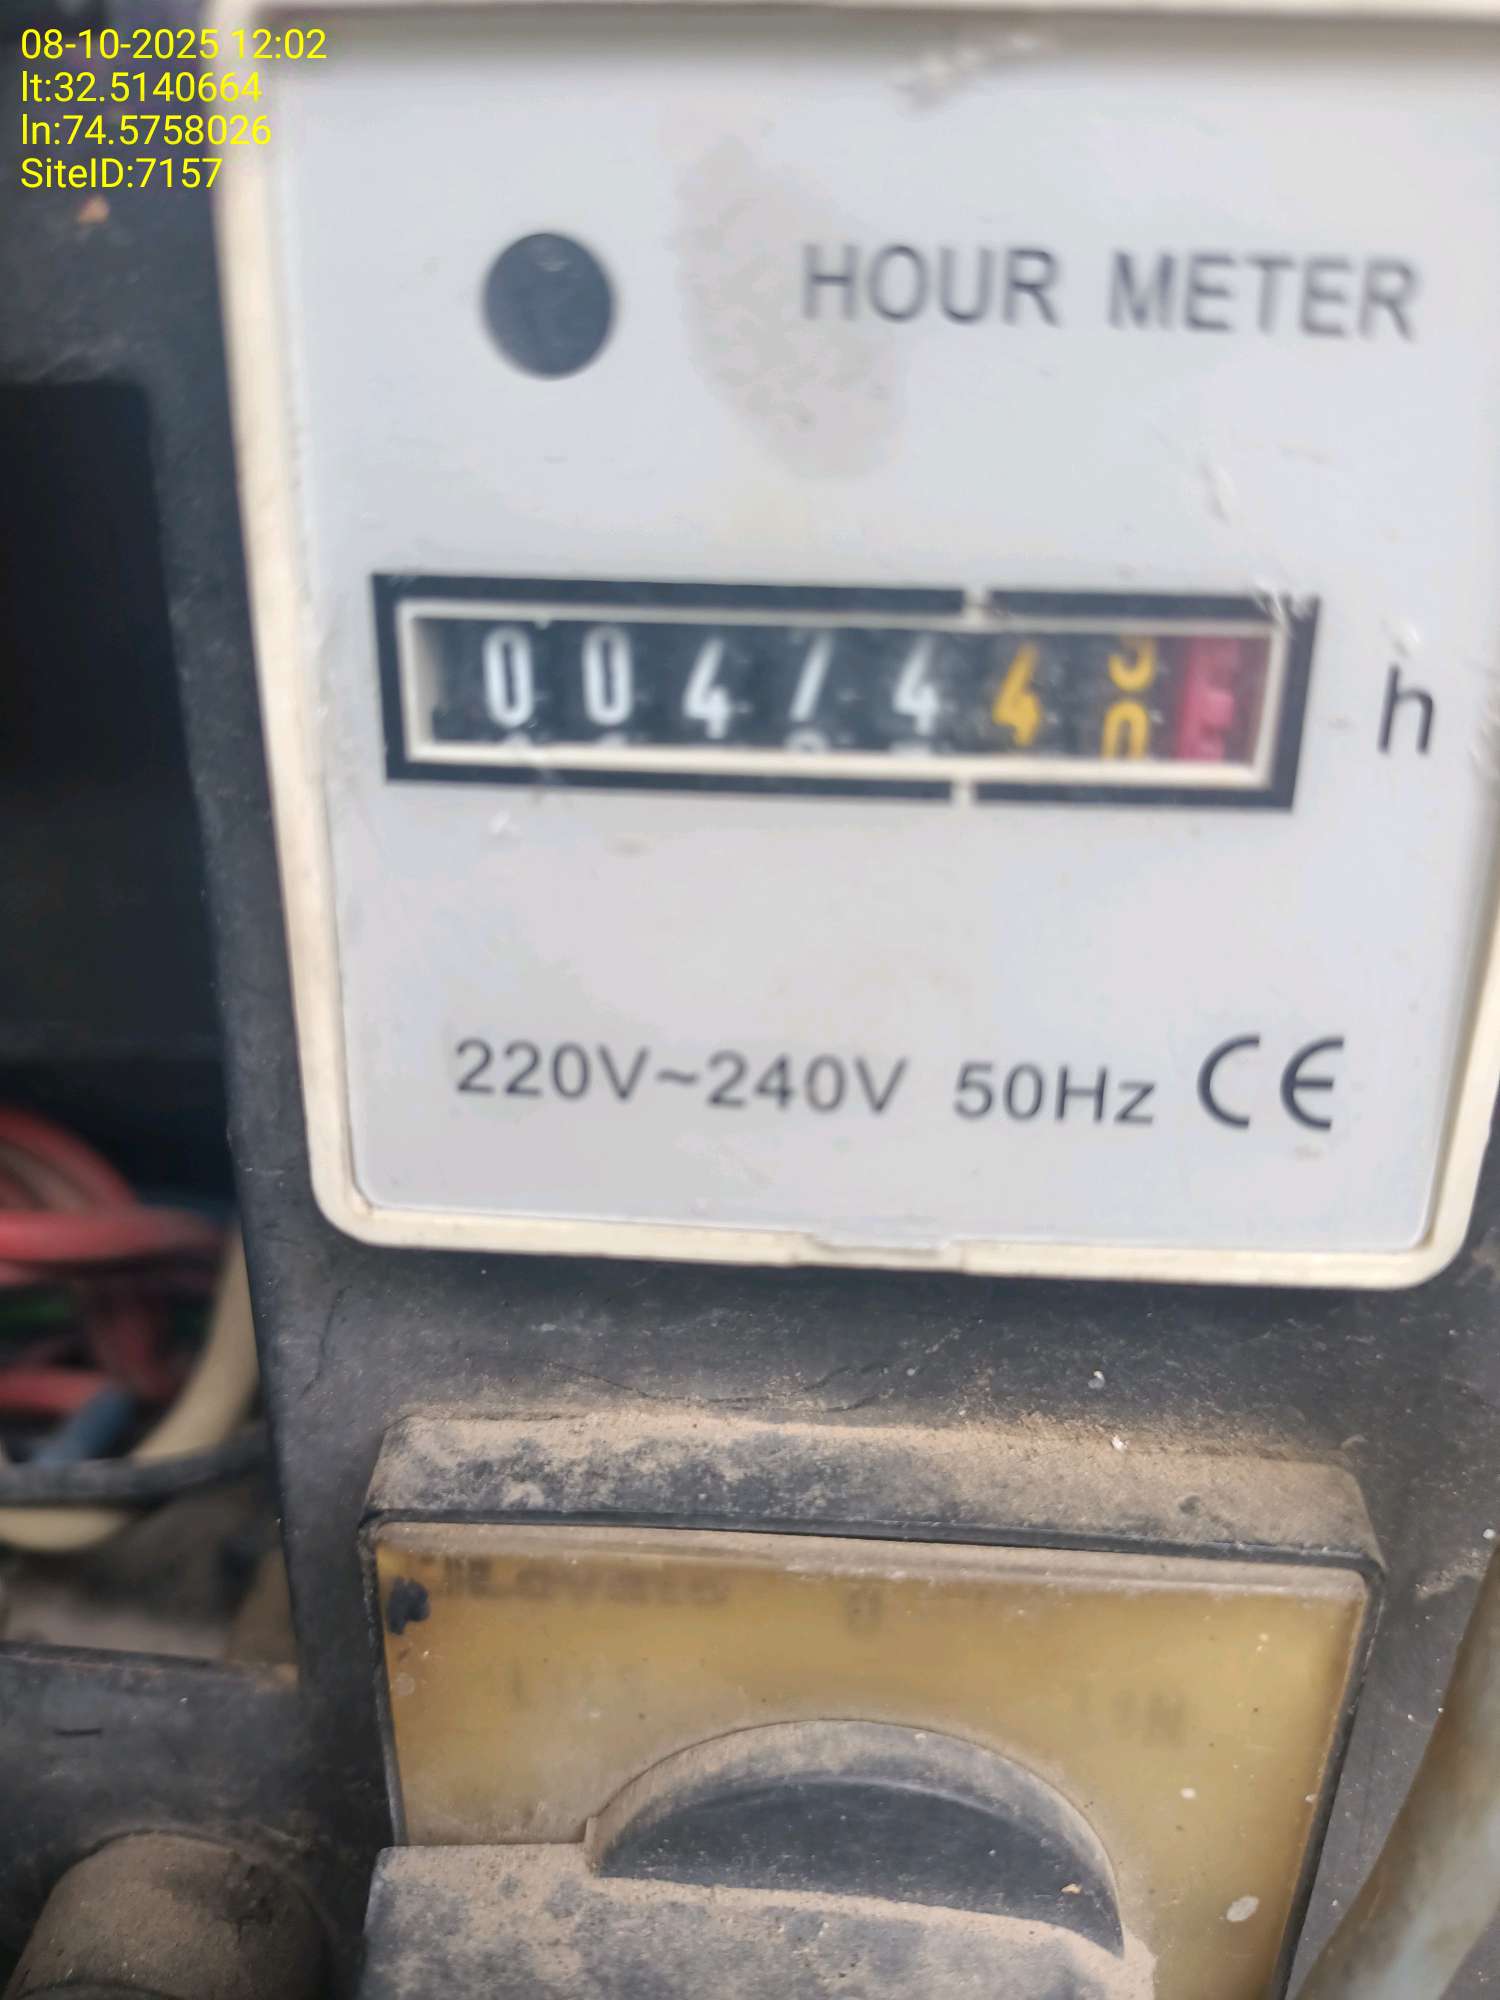 08-10-2025 12:02
lt:32.5140664
ln:74.5758026
SiteID:7157
HOUR METER
004744
h
220V~240V 50Hz CE